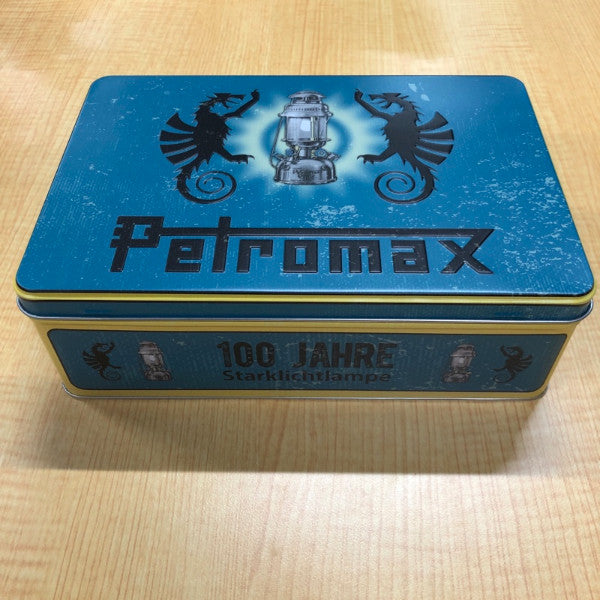 Petromax
100 JAHRE
Starklichtlampe